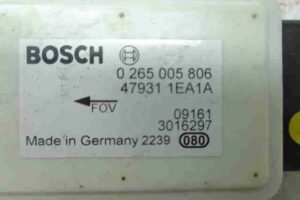 BOSCH
0 265 005 806
47931 1EA1A
FOV
09161
3016297
Made in Germany 2239 080